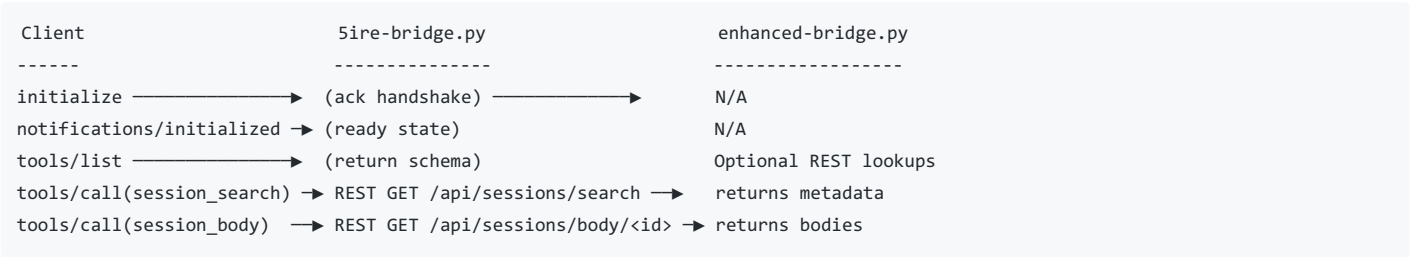 Client                        5ire-bridge.py                      enhanced-bridge.py
------                        ---------------                     ------------------
initialize ───────────────▶  (ack handshake) ─────────────▶       N/A
notifications/initialized ─▶ (ready state)                        N/A
tools/list ───────────────▶  (return schema)                      Optional REST lookups
tools/call(session_search) ─▶ REST GET /api/sessions/search ──▶   returns metadata
tools/call(session_body)  ──▶ REST GET /api/sessions/body/<id> ─▶ returns bodies